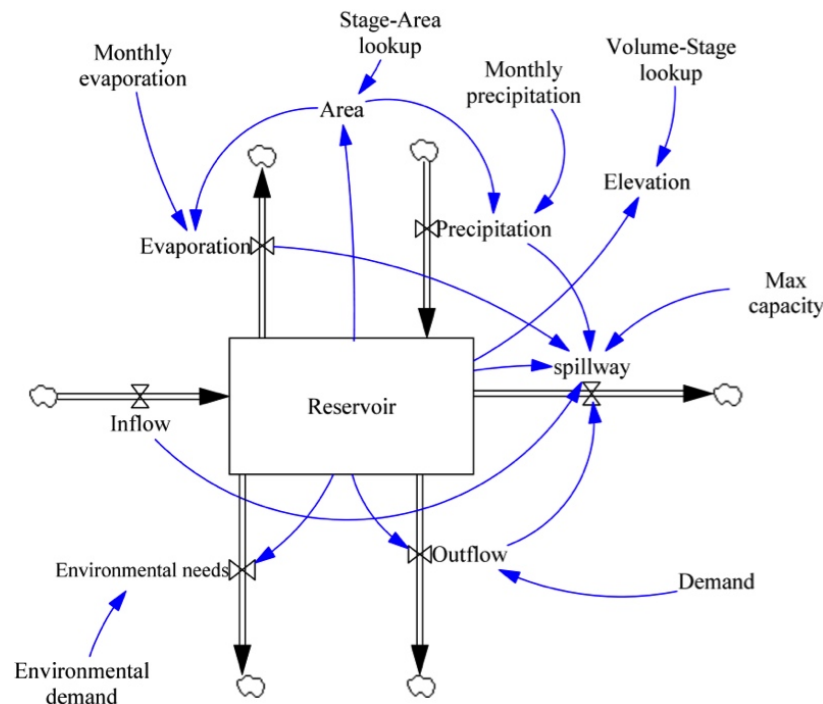 Stage-Area
lookup
Monthly
evaporation
Volume-Stage
lookup
Monthly
precipitation
Area
Elevation
Evaporation
Precipitation
Max
capacity
spillway
Reservoir
Inflow
Environmental needs
Outflow
Demand
Environmental
demand